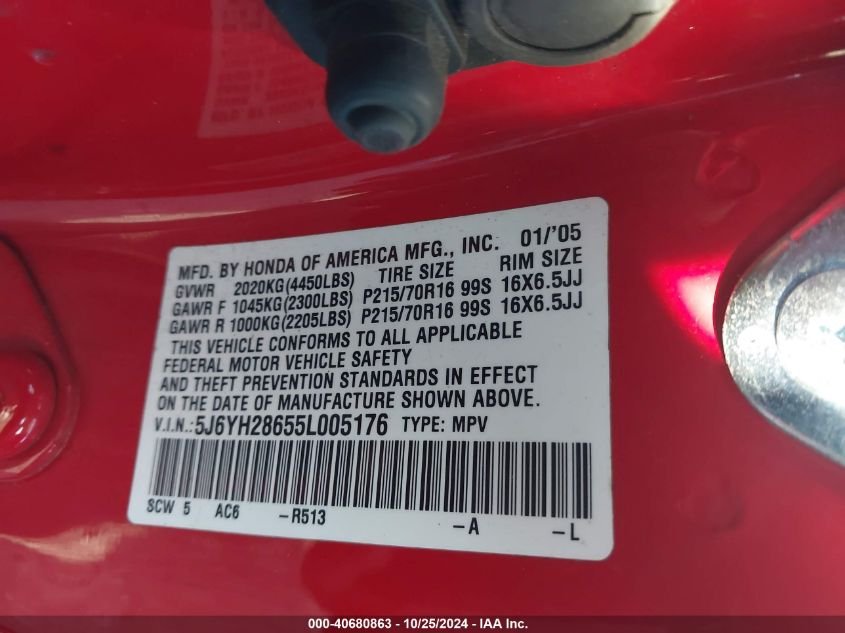 MFD. BY HONDA OF AMERICA MFG., INC. 01/'05
GVWR 2020KG(4450LBS) TIRE SIZE RIM SIZE
GAWR F 1045KG(2300LBS) P215/70R16 99S 16X6.5JJ
GAWR R 1000KG(2205LBS) P215/70R16 99S 16X6.5JJ
THIS VEHICLE CONFORMS TO ALL APPLICABLE
FEDERAL MOTOR VEHICLE SAFETY
AND THEFT PREVENTION STANDARDS IN EFFECT
ON THE DATE OF MANUFACTURE SHOWN ABOVE.
V.I.N.:5J6YH28655L005176 TYPE: MPV
SCW 5 AC6 -R513 -A -L
000-40680863 - 10/25/2024 - IAA Inc.